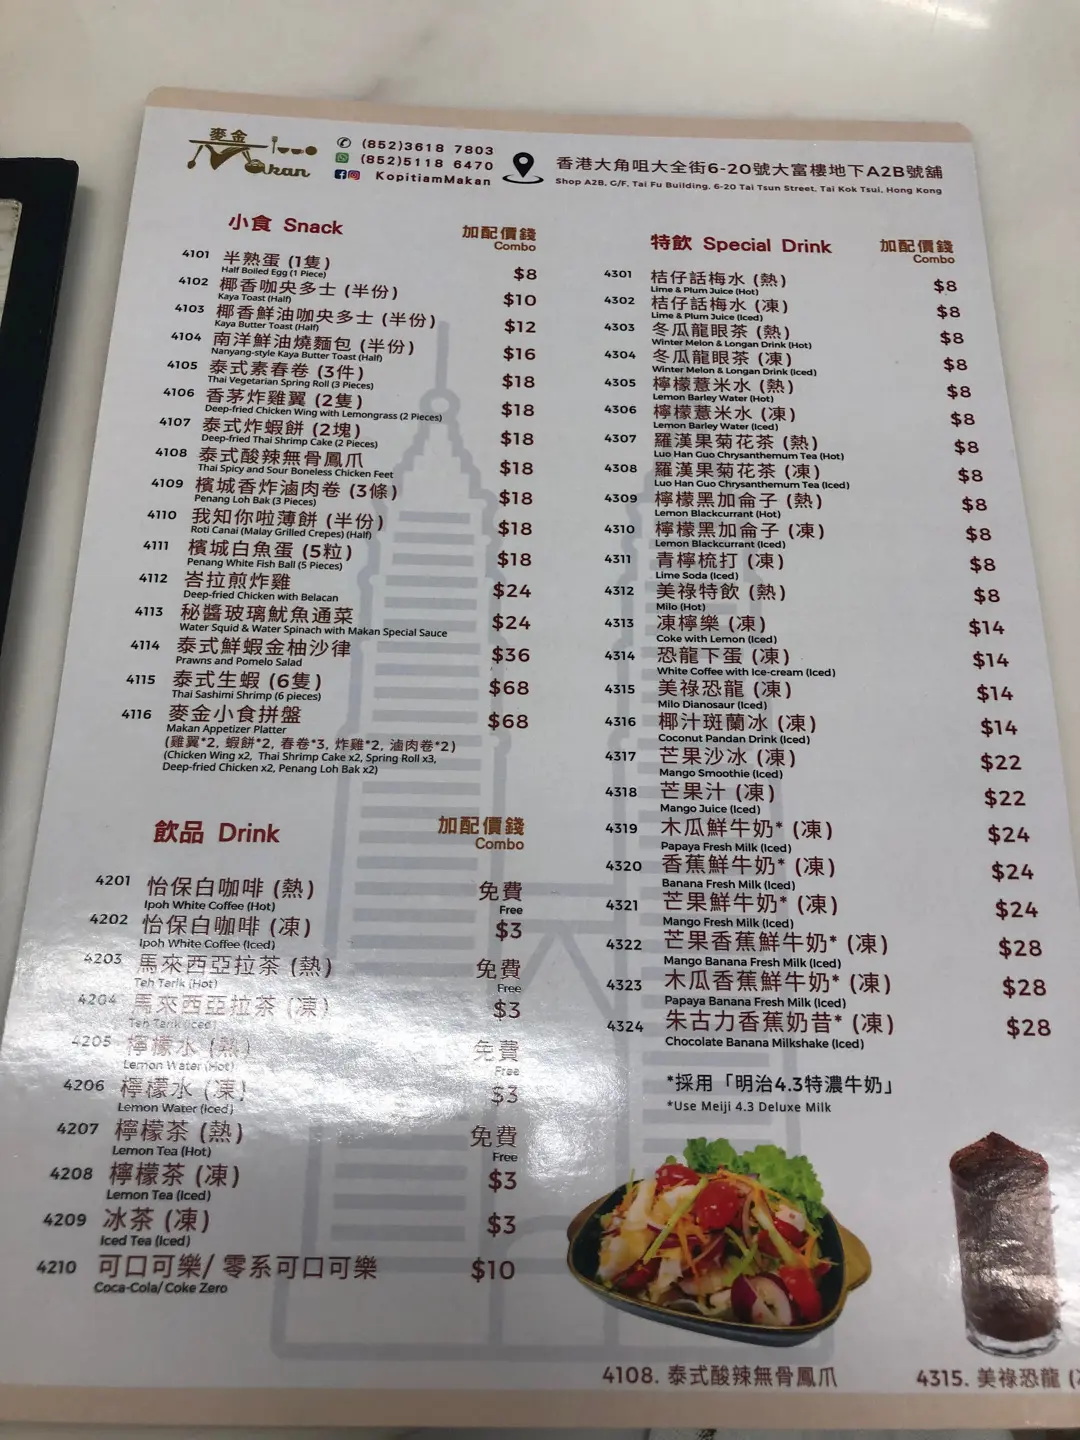 麥金
Makan
(852)3618 7803
(852)5118 6470
KopitiamMakan
香港大角咀大全街6-20號大富樓地下A2B號舖
Shop A2B, G/F, Tai Fu Building, 6-20 Tai Tsun Street, Tai Kok Tsui, Hong Kong
小食 Snack 加配價錢
Combo
4101 半熟蛋 (1隻) $8
Half Boiled Egg (1 Piece)
4102 椰香咖央多士 (半份) $10
Kaya Toast (Half)
4103 椰香鮮油咖央多士 (半份) $12
Kaya Butter Toast (Half)
4104 南洋鮮油燒麵包 (半份) $16
Nanyang-style Kaya Butter Toast (Half)
4105 泰式素春卷 (3件) $18
Thai Vegetarian Spring Roll (3 Pieces)
4106 香茅炸雞翼 (2隻) $18
Deep-fried Chicken Wing with Lemongrass (2 Pieces)
4107 泰式炸蝦餅 (2塊) $18
Deep-fried Thai Shrimp Cake (2 Pieces)
4108 泰式酸辣無骨鳳爪 $18
Thai Spicy and Sour Boneless Chicken Feet
4109 檳城香炸滷肉卷 (3條) $18
Penang Loh Bak (3 Pieces)
4110 我知你啦薄餅 (半份) $18
Roti Canai (Malay Grilled Crepes) (Half)
4111 檳城白魚蛋 (5粒) $18
Penang White Fish Ball (5 Pieces)
4112 峇拉煎炸雞 $24
Deep-fried Chicken with Belacan
4113 秘醬玻璃魷魚通菜 $24
Water Squid & Water Spinach with Makan Special Sauce
4114 泰式鮮蝦金柚沙律 $36
Prawns and Pomelo Salad
4115 泰式生蝦 (6隻) $68
Thai Sashimi Shrimp (6 pieces)
4116 麥金小食拼盤 $68
Makan Appetizer Platter
(雞翼*2, 蝦餅*2, 春卷*3, 炸雞*2, 滷肉卷*2)
(Chicken Wing x2, Thai Shrimp Cake x2, Spring Roll x3,
Deep-fried Chicken x2, Penang Loh Bak x2)
飲品 Drink 加配價錢
Combo
4201 怡保白咖啡 (熱) 免費
Ipoh White Coffee (Hot) Free
4202 怡保白咖啡 (凍) $3
Ipoh White Coffee (Iced)
4203 馬來西亞拉茶 (熱) 免費
Teh Tarik (Hot) Free
4204 馬來西亞拉茶 (凍) $3
Teh Tarik (Iced)
4205 檸檬水 (熱) 免費
Lemon Water (Hot) Free
4206 檸檬水 (凍) $3
Lemon Water (Iced)
4207 檸檬茶 (熱) 免費
Lemon Tea (Hot) Free
4208 檸檬茶 (凍) $3
Lemon Tea (Iced)
4209 冰茶 (凍) $3
Iced Tea (Iced)
4210 可口可樂/ 零系可口可樂 $10
Coca-Cola/ Coke Zero
特飲 Special Drink 加配價錢
Combo
4301 桔仔話梅水 (熱) $8
Lime & Plum Juice (Hot)
4302 桔仔話梅水 (凍) $8
Lime & Plum Juice (Iced)
4303 冬瓜龍眼茶 (熱) $8
Winter Melon & Longan Drink (Hot)
4304 冬瓜龍眼茶 (凍) $8
Winter Melon & Longan Drink (Iced)
4305 檸檬薏米水 (熱) $8
Lemon Barley Water (Hot)
4306 檸檬薏米水 (凍) $8
Lemon Barley Water (Iced)
4307 羅漢果菊花茶 (熱) $8
Luo Han Guo Chrysanthemum Tea (Hot)
4308 羅漢果菊花茶 (凍) $8
Luo Han Guo Chrysanthemum Tea (Iced)
4309 檸檬黑加侖子 (熱) $8
Lemon Blackcurrant (Hot)
4310 檸檬黑加侖子 (凍) $8
Lemon Blackcurrant (Iced)
4311 青檸梳打 (凍) $8
Lime Soda (Iced)
4312 美祿特飲 (熱) $8
Milo (Hot)
4313 凍檸樂 (凍) $14
Coke with Lemon (Iced)
4314 恐龍下蛋 (凍) $14
White Coffee with Ice-cream (Iced)
4315 美祿恐龍 (凍) $14
Milo Dianosaur (Iced)
4316 椰汁斑蘭冰 (凍) $14
Coconut Pandan Drink (Iced)
4317 芒果沙冰 (凍) $22
Mango Smoothie (Iced)
4318 芒果汁 (凍) $22
Mango Juice (Iced)
4319 木瓜鮮牛奶* (凍) $24
Papaya Fresh Milk (Iced)
4320 香蕉鮮牛奶* (凍) $24
Banana Fresh Milk (Iced)
4321 芒果鮮牛奶* (凍) $24
Mango Fresh Milk (Iced)
4322 芒果香蕉鮮牛奶* (凍) $28
Mango Banana Fresh Milk (Iced)
4323 木瓜香蕉鮮牛奶* (凍) $28
Papaya Banana Fresh Milk (Iced)
4324 朱古力香蕉奶昔* (凍) $28
Chocolate Banana Milkshake (Iced)
*採用「明治4.3特濃牛奶」
*Use Meiji 4.3 Deluxe Milk
4108. 泰式酸辣無骨鳳爪
4315. 美祿恐龍 (